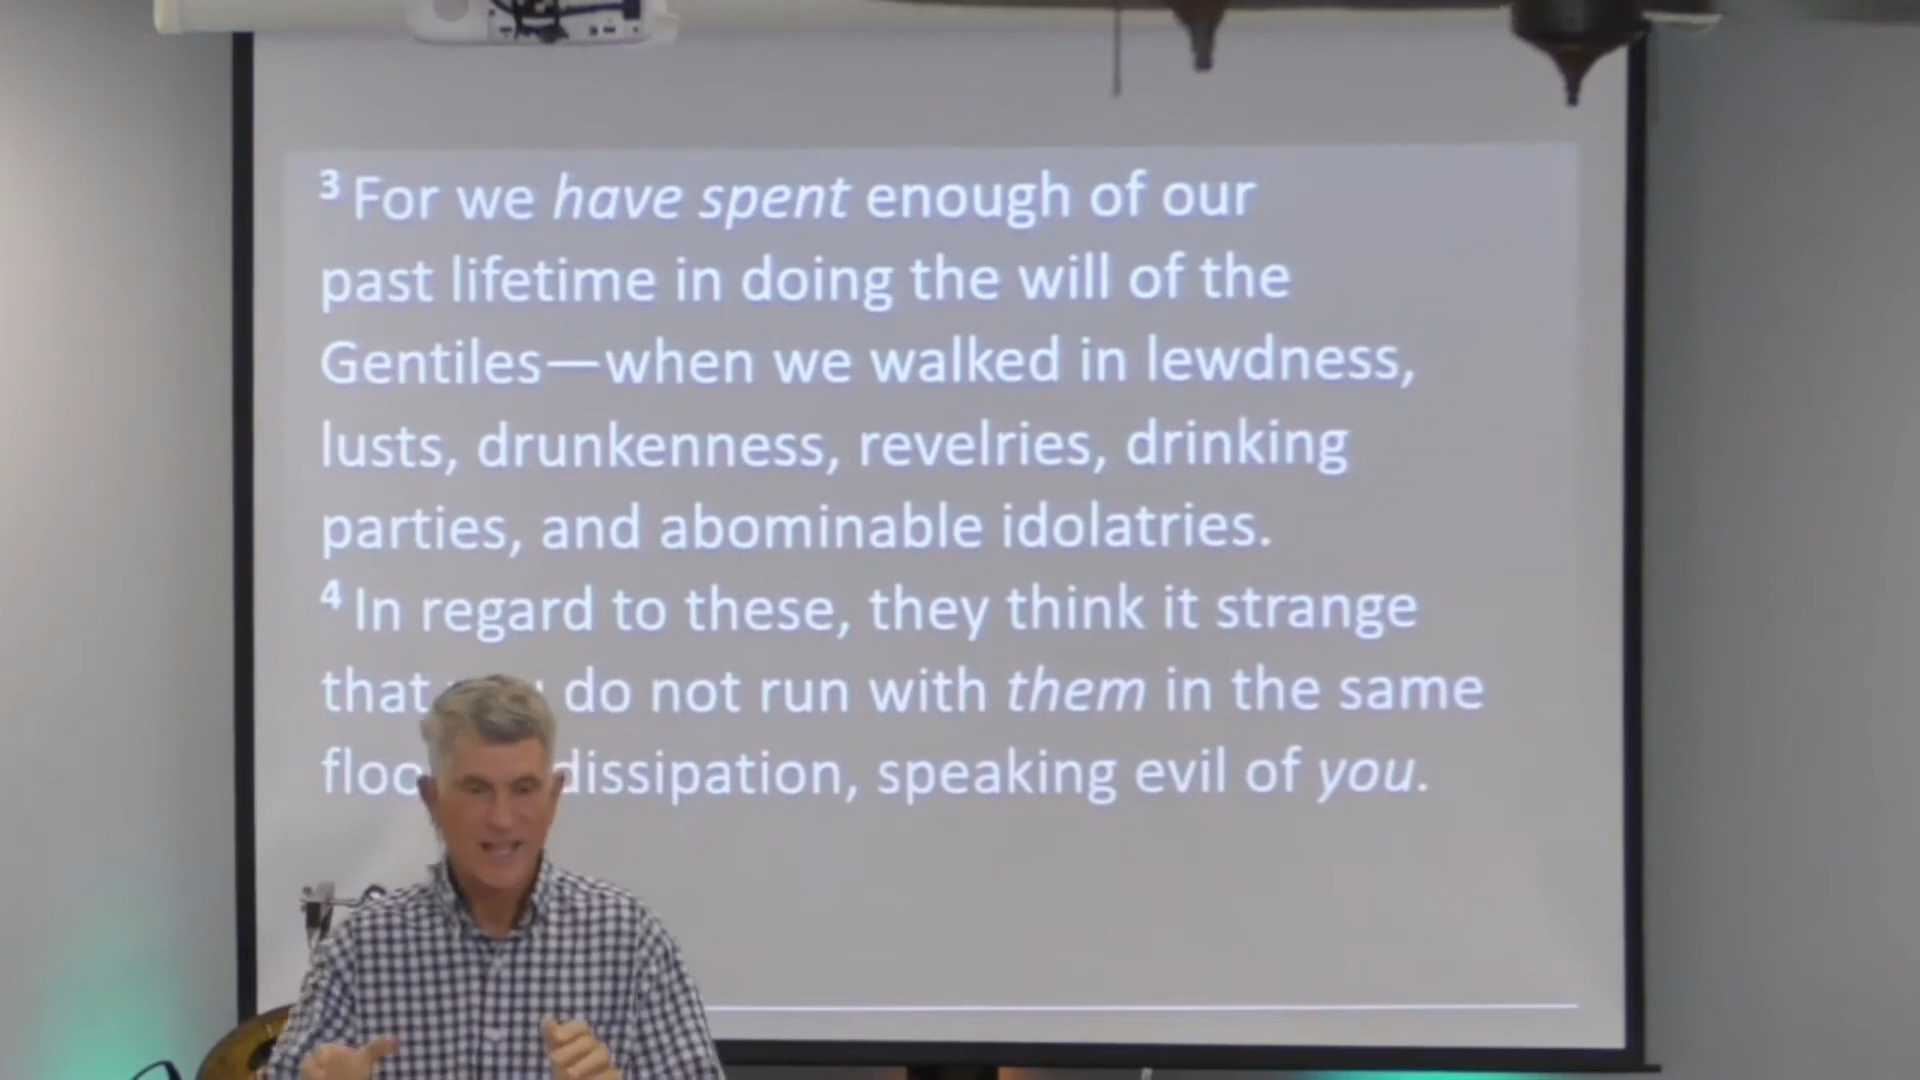 3 For we have spent enough of our
past lifetime in doing the will of the
Gentiles—when we walked in lewdness,
lusts, drunkenness, revelries, drinking
parties, and abominable idolatries.
4 In regard to these, they think it strange
that do not run with them in the same
dissipation, speaking evil of you.